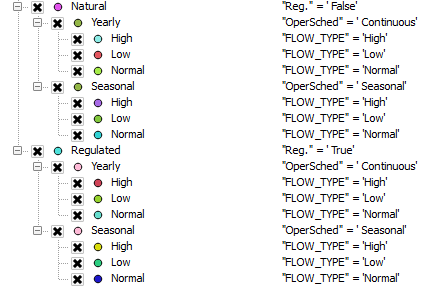 Natural "Reg." = ' False'
Yearly "OperSched" = ' Continuous'
High "FLOW_TYPE" = 'High'
Low "FLOW_TYPE" = 'Low'
Normal "FLOW_TYPE" = 'Normal'
Seasonal "OperSched" = ' Seasonal'
High "FLOW_TYPE" = 'High'
Low "FLOW_TYPE" = 'Low'
Normal "FLOW_TYPE" = 'Normal'
Regulated "Reg." = ' True'
Yearly "OperSched" = ' Continuous'
High "FLOW_TYPE" = 'High'
Low "FLOW_TYPE" = 'Low'
Normal "FLOW_TYPE" = 'Normal'
Seasonal "OperSched" = ' Seasonal'
High "FLOW_TYPE" = 'High'
Low "FLOW_TYPE" = 'Low'
Normal "FLOW_TYPE" = 'Normal'